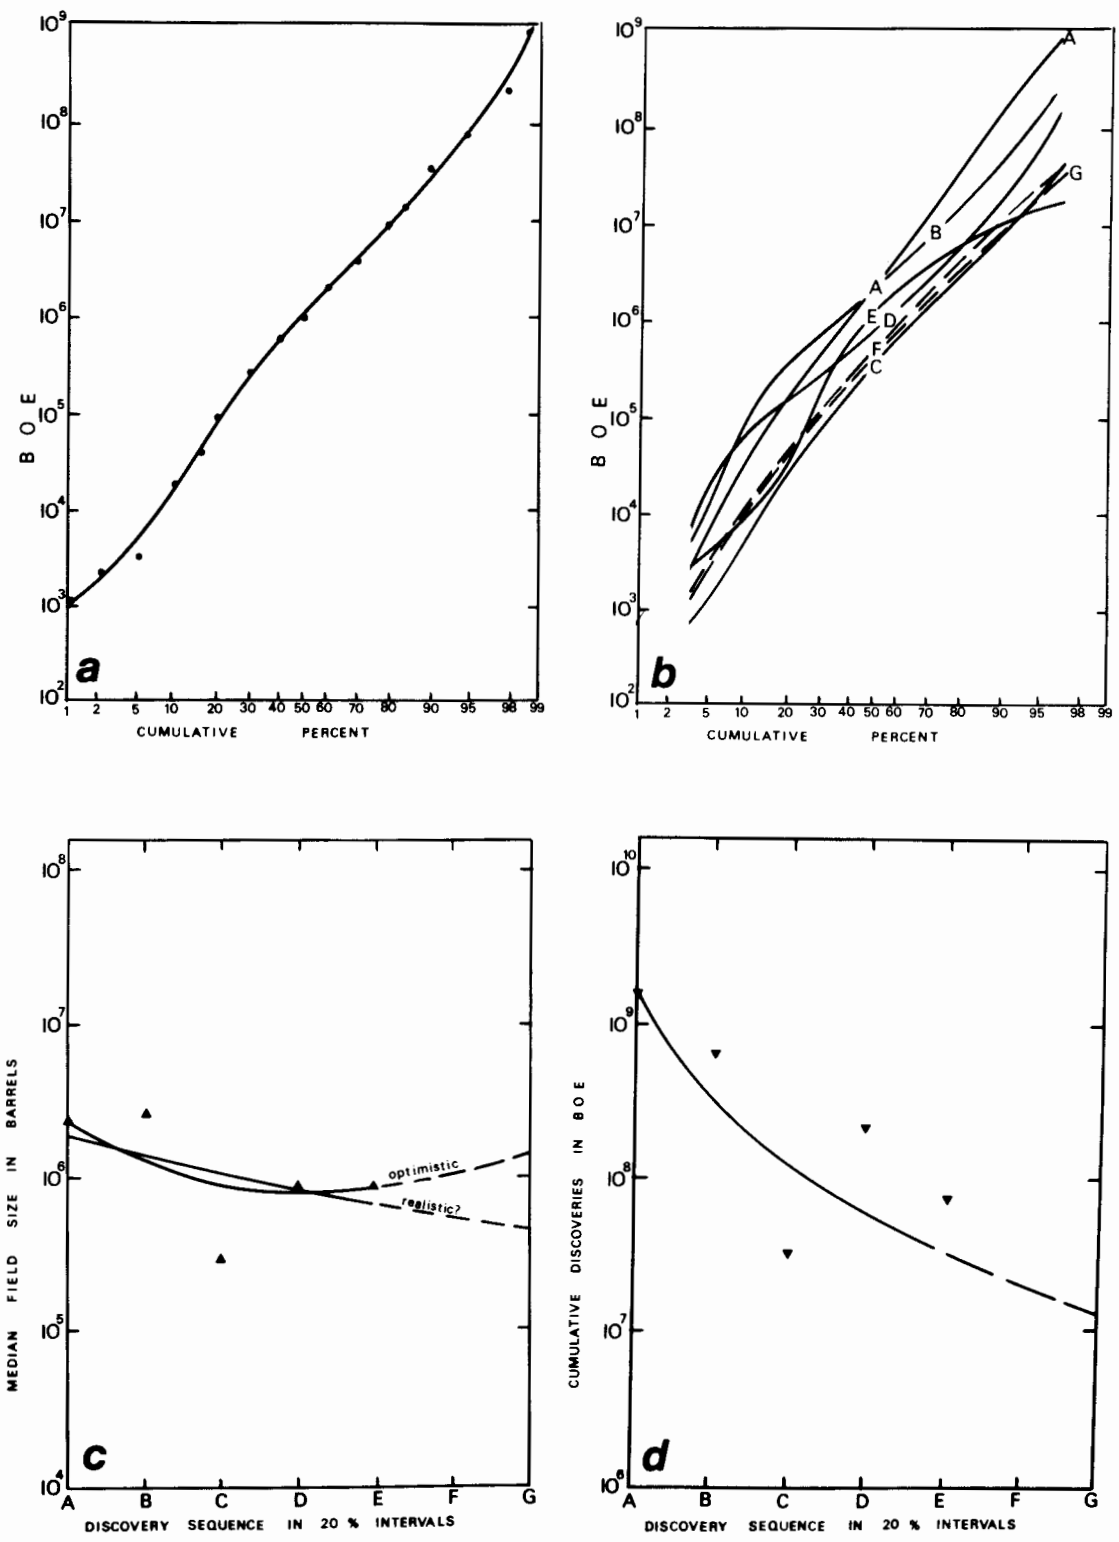 10⁹
10⁸
10⁷
10⁶
10⁵
10⁴
10³
10²
B O E
a
1 2 5 10 20 30 40 50 60 70 80 90 95 98 99
CUMULATIVE PERCENT
10⁹
10⁸
10⁷
10⁶
10⁵
10⁴
10³
10²
B O E
A
G
B
A
E D
F
C
b
1 2 5 10 20 30 40 50 60 70 80 90 95 98 99
CUMULATIVE PERCENT
10⁸
10⁷
10⁶
10⁵
10⁴
MEDIAN FIELD SIZE IN BARRELS
optimistic
realistic?
c
A B C D E F G
DISCOVERY SEQUENCE IN 20 % INTERVALS
10¹⁰
10⁹
10⁸
10⁷
10⁶
CUMULATIVE DISCOVERIES IN BOE
d
A B C D E F G
DISCOVERY SEQUENCE IN 20 % INTERVALS